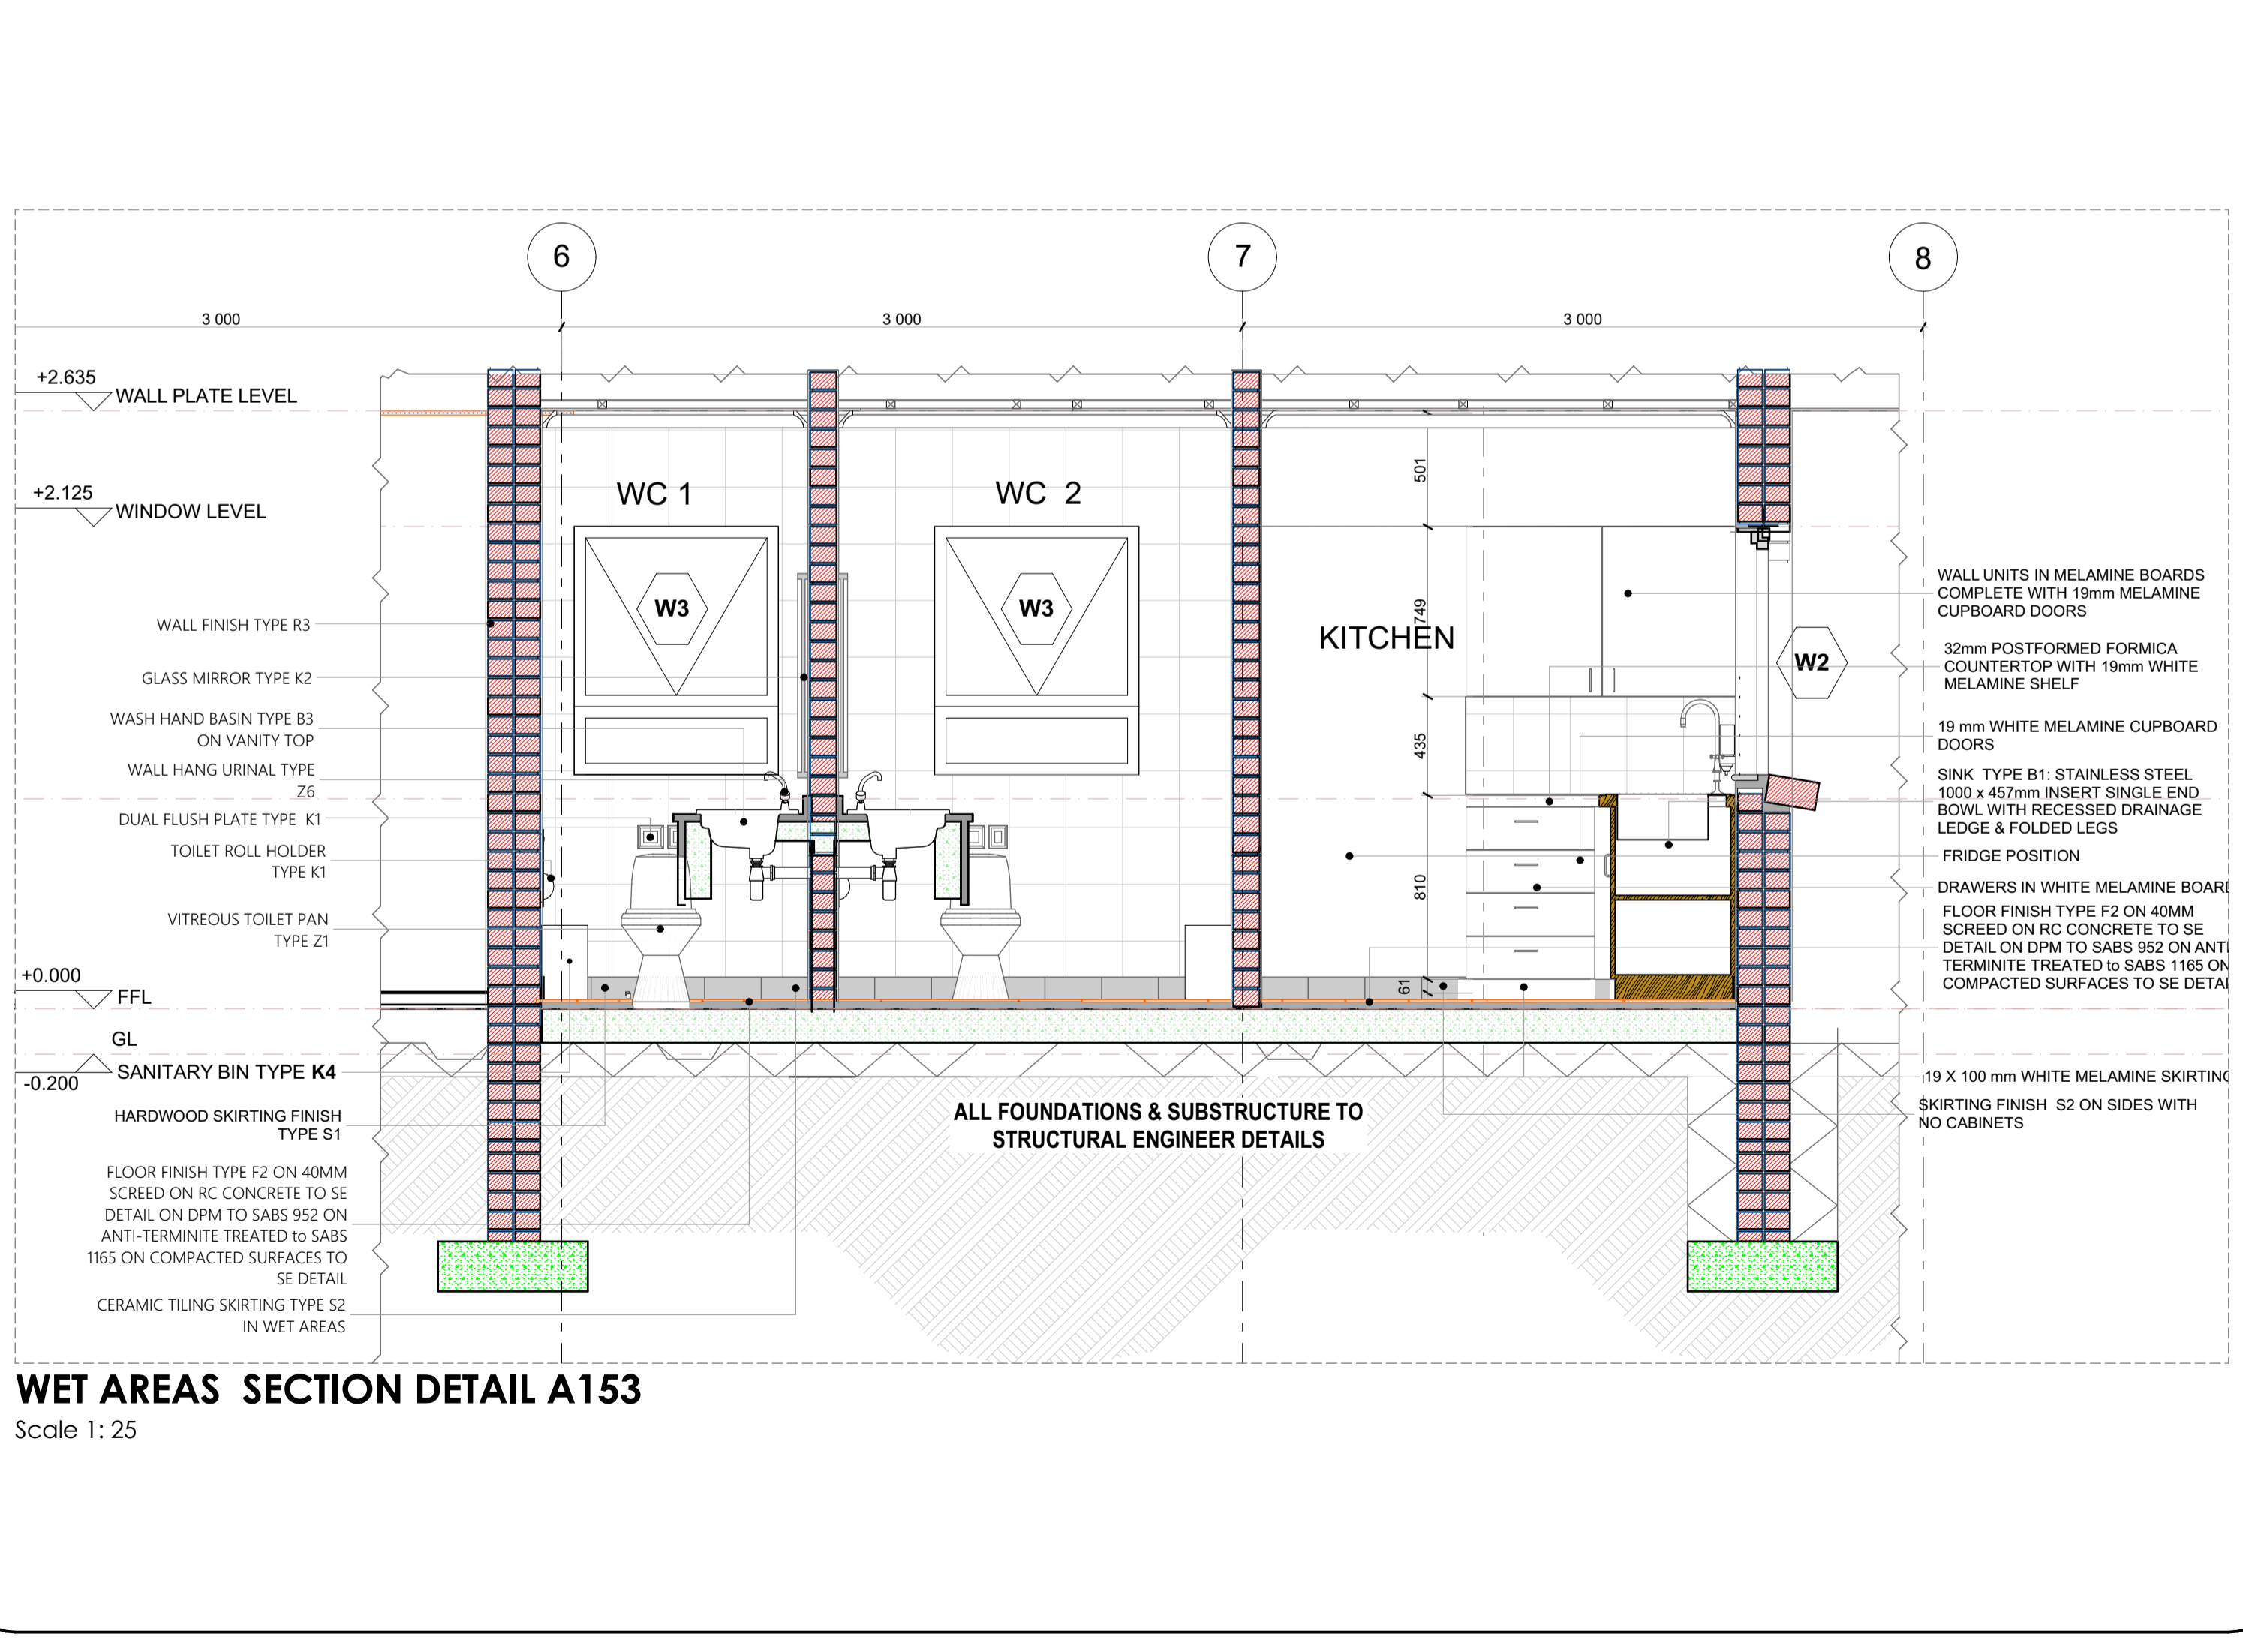 6
7
8
3 000
3 000
3 000
+2.635
WALL PLATE LEVEL
+2.125
WINDOW LEVEL
WC 1
WC 2
KITCHEN
W3
W3
W2
501
749
435
810
61
WALL FINISH TYPE R3
GLASS MIRROR TYPE K2
WASH HAND BASIN TYPE B3
ON VANITY TOP
WALL HANG URINAL TYPE
Z6
DUAL FLUSH PLATE TYPE K1
TOILET ROLL HOLDER
TYPE K1
VITREOUS TOILET PAN
TYPE Z1
+0.000
FFL
GL
-0.200
SANITARY BIN TYPE K4
HARDWOOD SKIRTING FINISH
TYPE S1
FLOOR FINISH TYPE F2 ON 40MM
SCREED ON RC CONCRETE TO SE
DETAIL ON DPM TO SABS 952 ON
ANTI-TERMINITE TREATED to SABS
1165 ON COMPACTED SURFACES TO
SE DETAIL
CERAMIC TILING SKIRTING TYPE S2
IN WET AREAS
WALL UNITS IN MELAMINE BOARDS
COMPLETE WITH 19mm MELAMINE
CUPBOARD DOORS
32mm POSTFORMED FORMICA
COUNTERTOP WITH 19mm WHITE
MELAMINE SHELF
19 mm WHITE MELAMINE CUPBOARD
DOORS
SINK TYPE B1: STAINLESS STEEL
1000 x 457mm INSERT SINGLE END
BOWL WITH RECESSED DRAINAGE
LEDGE & FOLDED LEGS
FRIDGE POSITION
DRAWERS IN WHITE MELAMINE BOAR
FLOOR FINISH TYPE F2 ON 40MM
SCREED ON RC CONCRETE TO SE
DETAIL ON DPM TO SABS 952 ON ANTI
TERMINITE TREATED to SABS 1165 ON
COMPACTED SURFACES TO SE DETAI
19 X 100 mm WHITE MELAMINE SKIRTING
SKIRTING FINISH S2 ON SIDES WITH
NO CABINETS
ALL FOUNDATIONS & SUBSTRUCTURE TO
STRUCTURAL ENGINEER DETAILS
WET AREAS SECTION DETAIL A153
Scale 1: 25